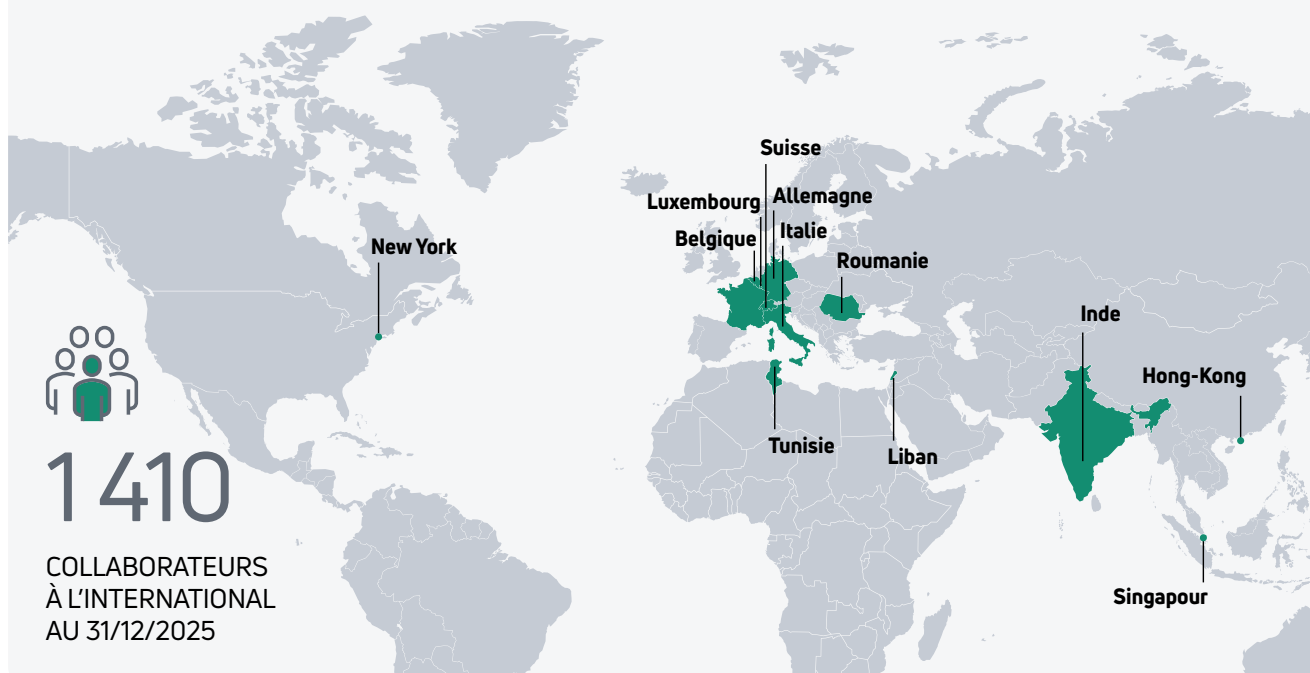 Suisse
Luxembourg
Allemagne
Belgique
Italie
New York
Roumanie
Inde
Hong-Kong
Tunisie
Liban
Singapour
1 410
COLLABORATEURS
À L'INTERNATIONAL
AU 31/12/2025